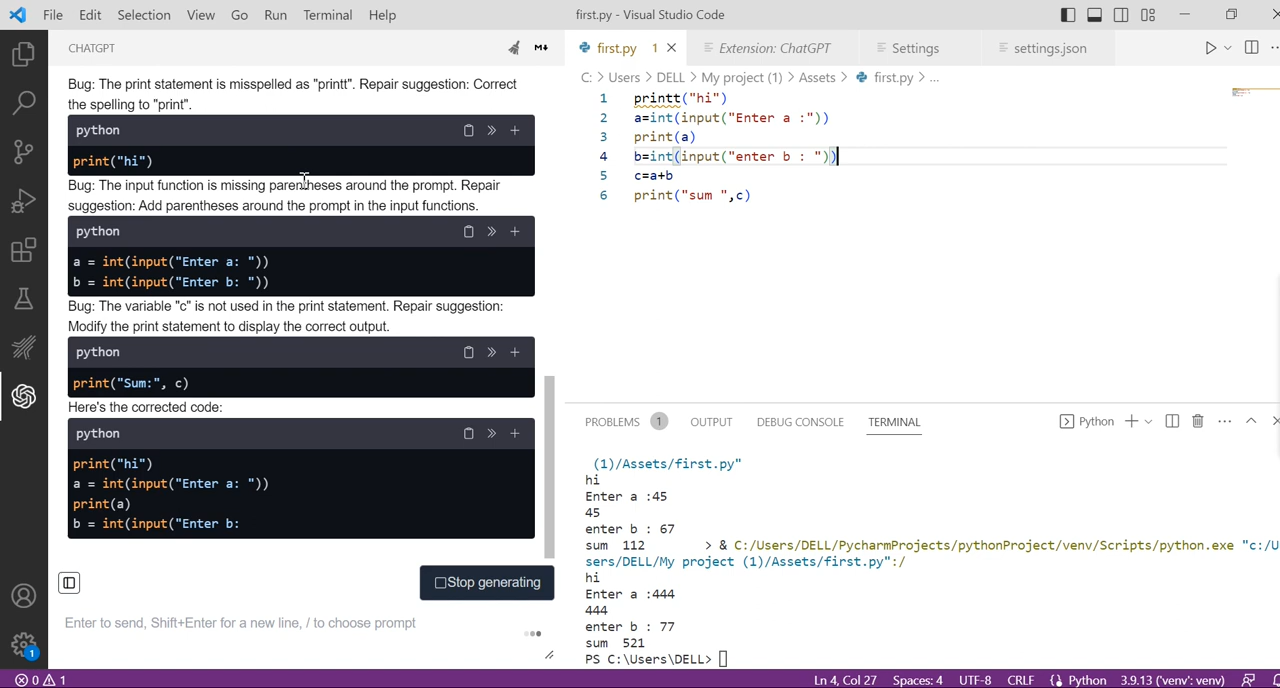 File Edit Selection View Go Run Terminal Help
first.py - Visual Studio Code
CHATGPT
Bug: The print statement is misspelled as "printt". Repair suggestion: Correct
the spelling to "print".
python
print("hi")
Bug: The input function is missing parentheses around the prompt. Repair
suggestion: Add parentheses around the prompt in the input functions.
python
a = int(input("Enter a: "))
b = int(input("Enter b: "))
Bug: The variable "c" is not used in the print statement. Repair suggestion:
Modify the print statement to display the correct output.
python
print("Sum:", c)
Here's the corrected code:
python
print("hi")
a = int(input("Enter a: "))
print(a)
b = int(input("Enter b:
Stop generating
Enter to send, Shift+Enter for a new line, / to choose prompt
first.py 1 Extension: ChatGPT Settings settings.json
C: > Users > DELL > My project (1) > Assets > first.py > ...
1 printt("hi")
2 a=int(input("Enter a :"))
3 print(a)
4 b=int(input("enter b : "))
5 c=a+b
6 print("sum ",c)
PROBLEMS 1 OUTPUT DEBUG CONSOLE TERMINAL Python
(1)/Assets/first.py"
hi
Enter a :45
45
enter b : 67
sum 112 > & C:/Users/DELL/PycharmProjects/pythonProject/venv/Scripts/python.exe "c:/U
sers/DELL/My project (1)/Assets/first.py":/
hi
Enter a :444
444
enter b : 77
sum 521
PS C:\Users\DELL>
1
0 1 Ln 4, Col 27 Spaces: 4 UTF-8 CRLF Python 3.9.13 ('venv': venv)